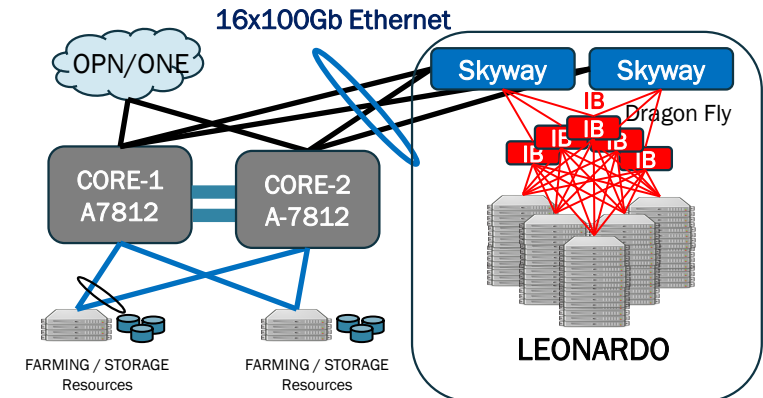 16x100Gb Ethernet
OPN/ONE
Skyway
Skyway
IB
Dragon Fly
IB
IB
IB
IB
IB
CORE-1
A7812
CORE-2
A-7812
LEONARDO
FARMING / STORAGE
Resources
FARMING / STORAGE
Resources